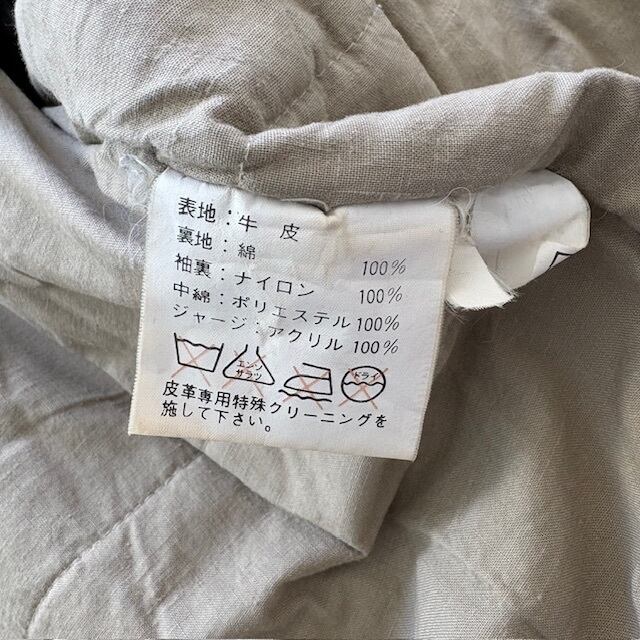 表地：牛 皮
裏地：綿 100%
袖裏：ナイロン 100%
中綿：ポリエステル 100%
ジャージ：アクリル 100%
エンソ
サラシ
ドライ
皮革専用特殊クリーニングを
施して下さい。